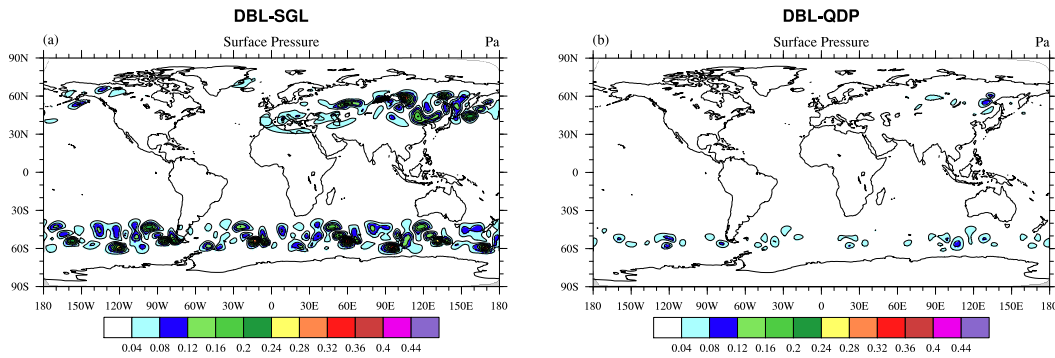 DBL-SGL
(a) Surface Pressure Pa
90N
60N
30N
0
30S
60S
90S
180 150W 120W 90W 60W 30W 0 30E 60E 90E 120E 150E 180
0.04 0.08 0.12 0.16 0.2 0.24 0.28 0.32 0.36 0.4 0.44
DBL-QDP
(b) Surface Pressure Pa
90N
60N
30N
0
30S
60S
90S
180 150W 120W 90W 60W 30W 0 30E 60E 90E 120E 150E 180
0.04 0.08 0.12 0.16 0.2 0.24 0.28 0.32 0.36 0.4 0.44